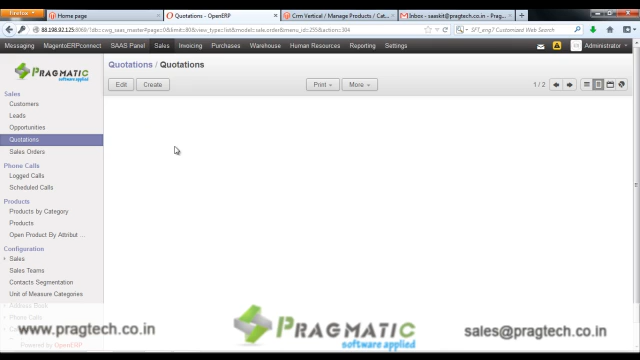 Firefox
Home page
Quotations - OpenERP
Crm Vertical / Manage Products / Cat...
Inbox - saaskit@pragtech.co.in - prag...
SFT_eng7 Customized Web Search
Messaging MagentoERPconnect SAAS Panel Sales Invoicing Purchases Warehouse Human Resources Reporting Settings Administrator
PRAGMATIC
software applied
Quotations / Quotations
Edit Create Print More 1 / 2
Sales
Customers
Leads
Opportunities
Quotations
Sales Orders
Phone Calls
Logged Calls
Scheduled Calls
Products
Products by Category
Products
Open Product By Attribut ...
Configuration
Sales
Sales Teams
Contacts Segmentation
Unit of Measure Categories
Address Book
Phone Calls
Powered by OpenERP
www.pragtech.co.in
PRAGMATIC
software applied
sales@pragtech.co.in